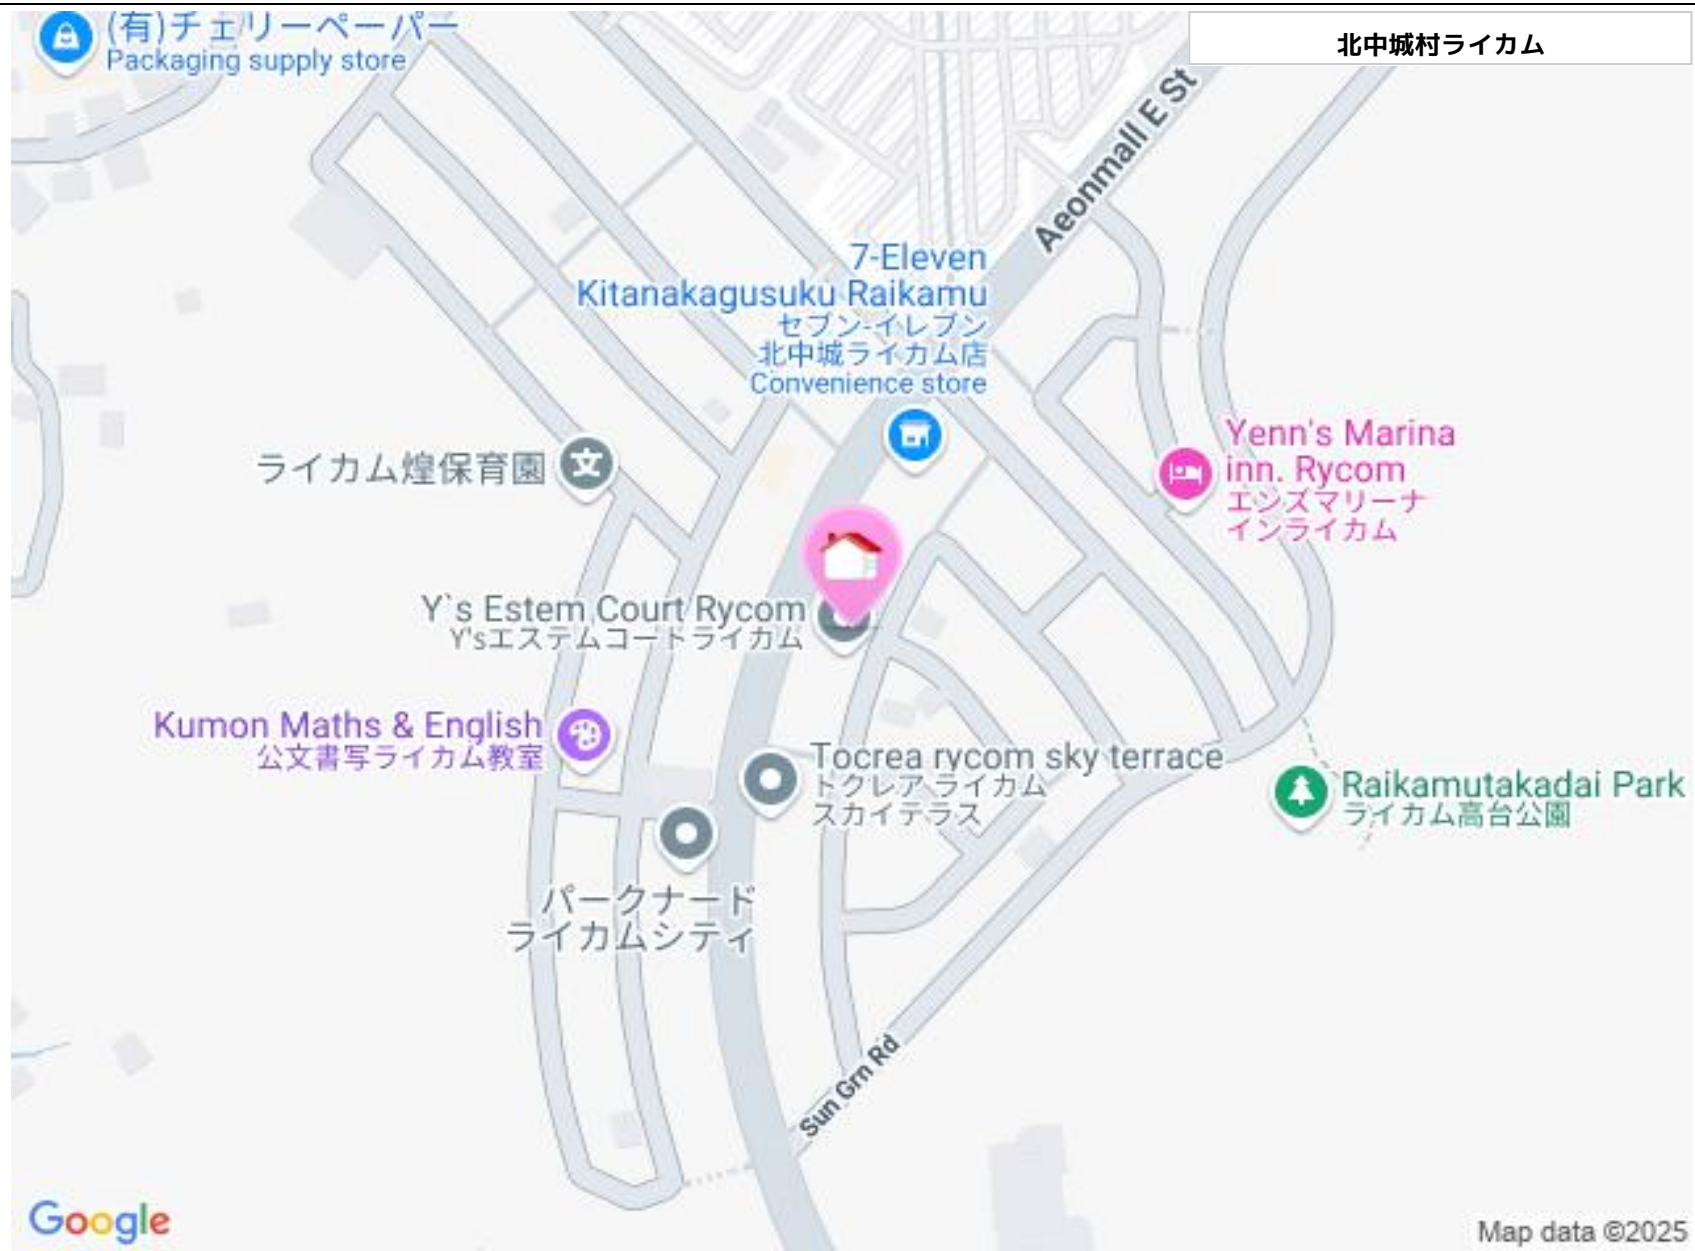 (有)チェリーペーパー
Packaging supply store
北中城村ライカム
Aeonmall E St
7-Eleven
Kitanakagusuku Raikamu
セブン-イレブン
北中城ライカム店
Convenience store
ライカム煌保育園
Yenn's Marina
inn. Rycom
エンズマリーナ
インライカム
Y`s Estem Court Rycom
Y'sエステムコートライカム
Kumon Maths & English
公文書写ライカム教室
Tocrea rycom sky terrace
トクレア ライカム
スカイテラス
Raikamutakadai Park
ライカム高台公園
パークナード
ライカムシティ
Sun Grn Rd
Google
Map data ©2025